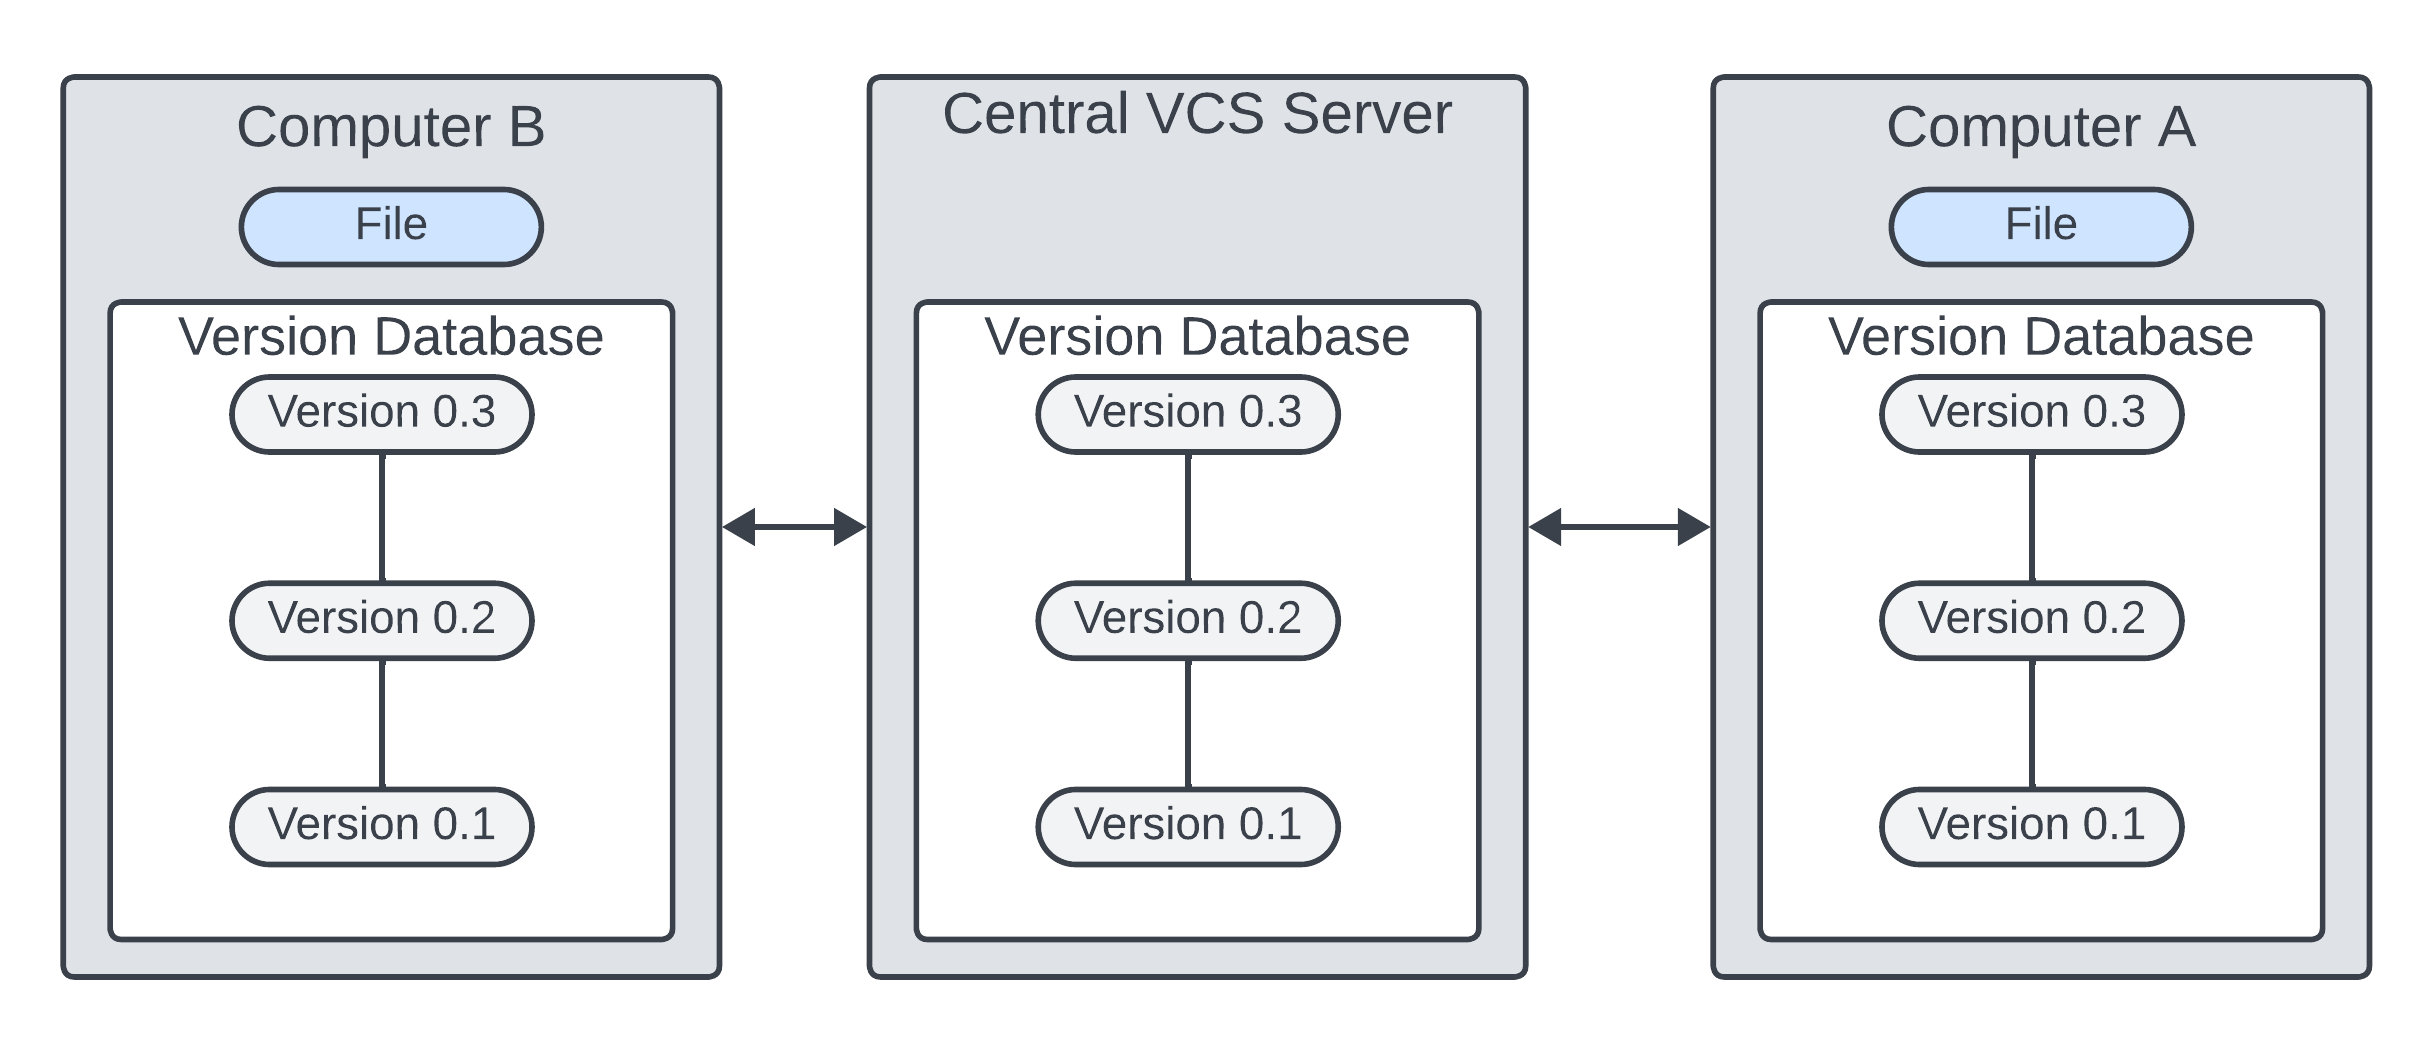 Computer B
File
Version Database
Version 0.3
Version 0.2
Version 0.1
Central VCS Server
Version Database
Version 0.3
Version 0.2
Version 0.1
Computer A
File
Version Database
Version 0.3
Version 0.2
Version 0.1